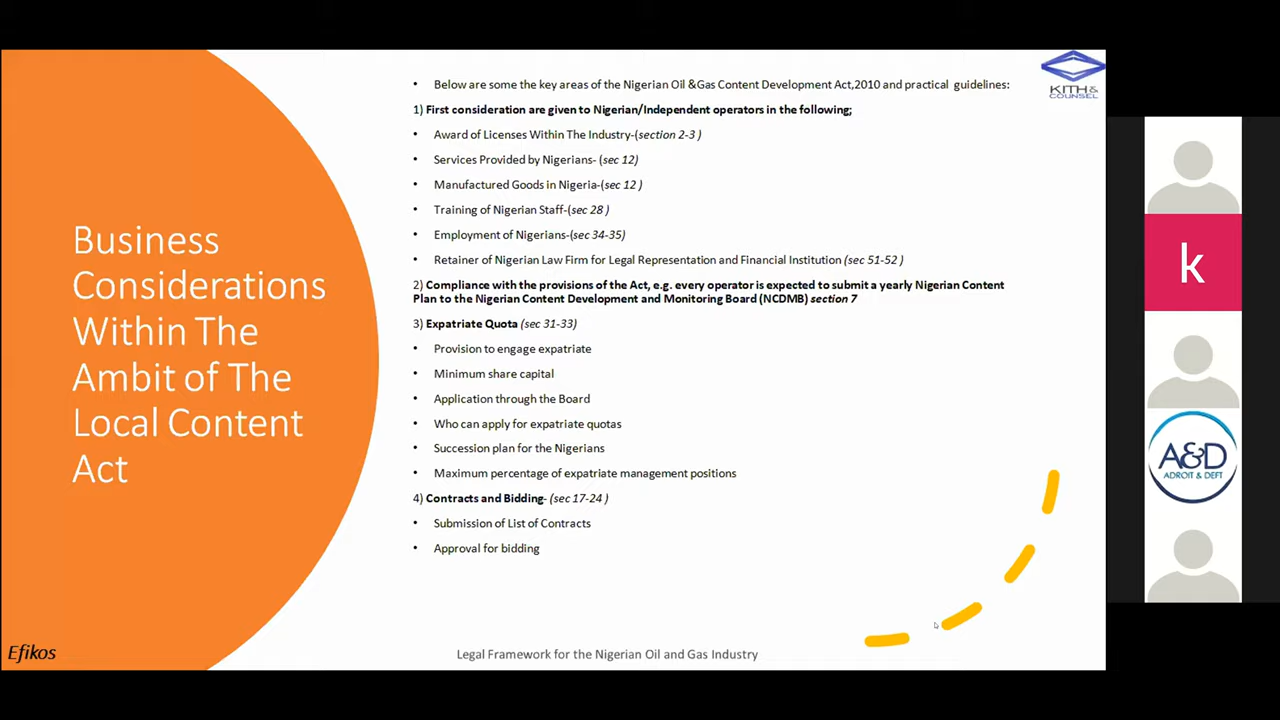 Business
Considerations
Within The
Ambit of The
Local Content
Act
• Below are some the key areas of the Nigerian Oil &Gas Content Development Act,2010 and practical guidelines:
1) First consideration are given to Nigerian/Independent operators in the following;
• Award of Licenses Within The Industry-(section 2-3 )
• Services Provided by Nigerians- (sec 12)
• Manufactured Goods in Nigeria-(sec 12 )
• Training of Nigerian Staff-(sec 28 )
• Employment of Nigerians-(sec 34-35)
• Retainer of Nigerian Law Firm for Legal Representation and Financial Institution (sec 51-52 )
2) Compliance with the provisions of the Act, e.g. every operator is expected to submit a yearly Nigerian Content
Plan to the Nigerian Content Development and Monitoring Board (NCDMB) section 7
3) Expatriate Quota (sec 31-33)
• Provision to engage expatriate
• Minimum share capital
• Application through the Board
• Who can apply for expatriate quotas
• Succession plan for the Nigerians
• Maximum percentage of expatriate management positions
4) Contracts and Bidding- (sec 17-24 )
• Submission of List of Contracts
• Approval for bidding
Efikos
Legal Framework for the Nigerian Oil and Gas Industry
KITH &
COUNSEL
k
A&D
ADROIT & DEFT